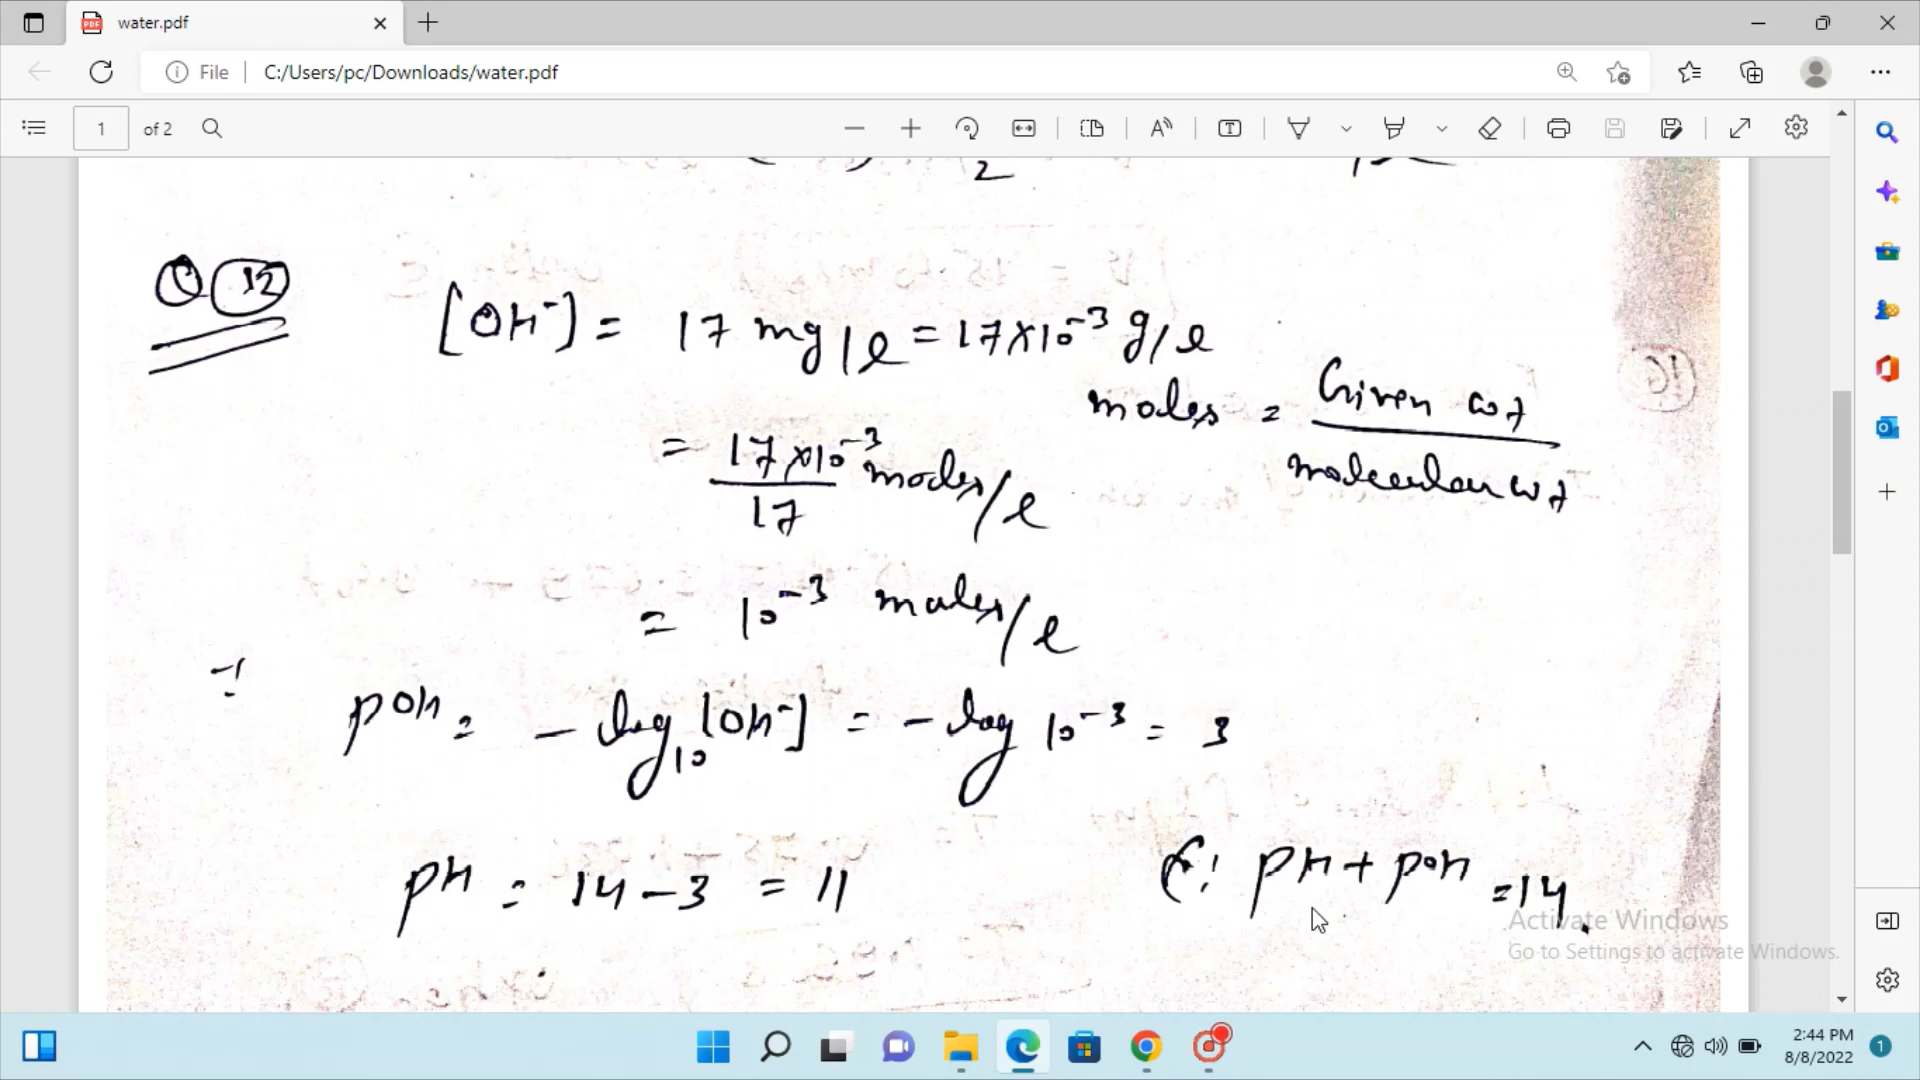 water.pdf
File C:/Users/pc/Downloads/water.pdf
1 of 2
2
Q 12
[OH⁻] = 17 mg/l = 17×10⁻³ g/l
moles = Given wt / molecular wt
= 17×10⁻³ / 17 moles/l
= 10⁻³ moles/l
∴
pOH = - log₁₀ [OH⁻] = - log 10⁻³ = 3
pH = 14 - 3 = 11
(∵ pH + pOH = 14.
Activate Windows
Go to Settings to activate Windows.
2:44 PM
8/8/2022
1